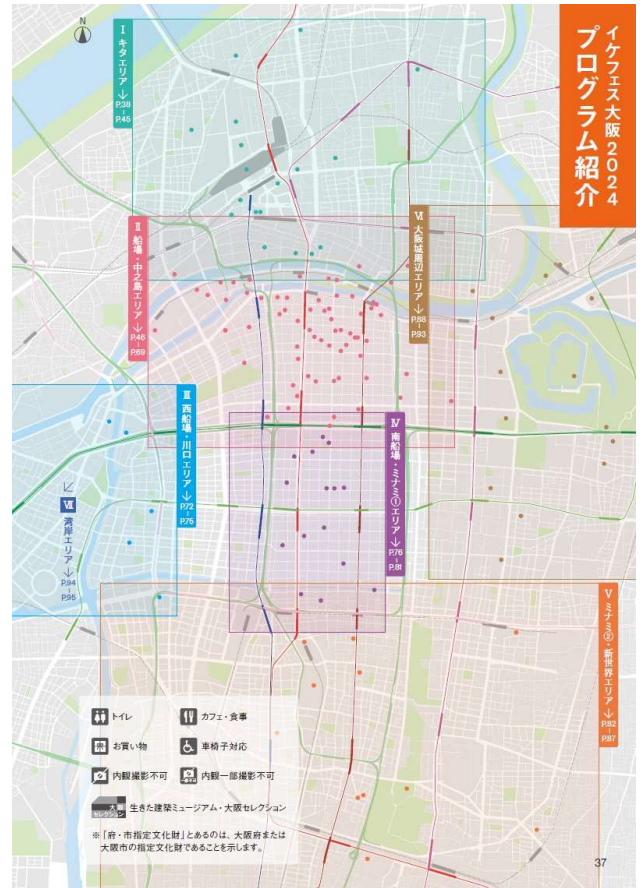 イケフェス大阪2024
プログラム紹介
N
I キタエリア ↓ P.38-P.45
II 船場・中之島エリア ↓ P.46-P.69
VI 大阪城周辺エリア ↓ P.88-P.93
III 西船場・川口エリア ↓ P.72-P.75
IV 南船場・ミナミ①エリア ↓ P.76-P.81
VII 湾岸エリア ↓ P.94-P.95
V ミナミ②・新世界エリア ↓ P.82-P.87
トイレ
カフェ・食事
お買い物
車椅子対応
内観撮影不可
内観一部撮影不可
大阪セレクション
生きた建築ミュージアム・大阪セレクション
※「府・市指定文化財」とあるのは、大阪府または
大阪市の指定文化財であることを示します。
37